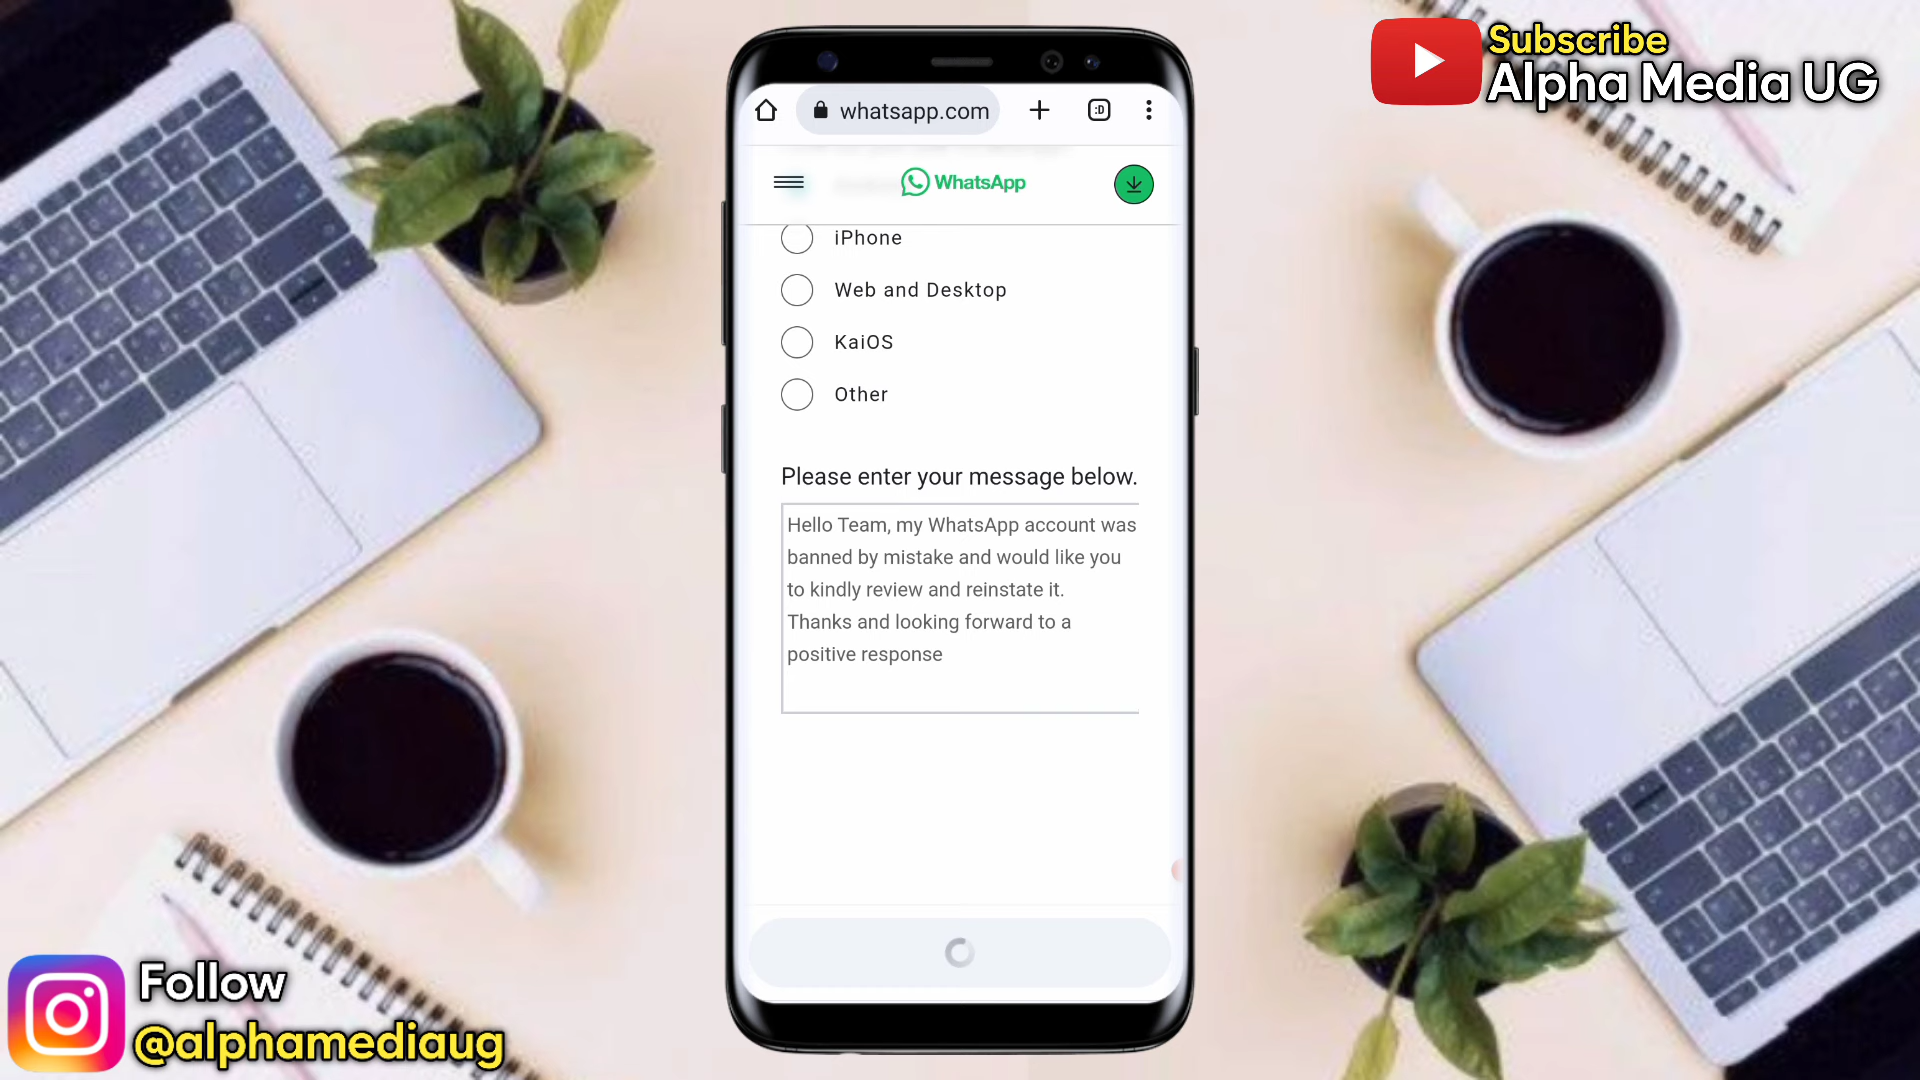 Subscribe
Alpha Media UG
whatsapp.com
:D
WhatsApp
iPhone
Web and Desktop
KaiOS
Other
Please enter your message below.
Hello Team, my WhatsApp account was
banned by mistake and would like you
to kindly review and reinstate it.
Thanks and looking forward to a
positive response
Follow
@alphamediaug